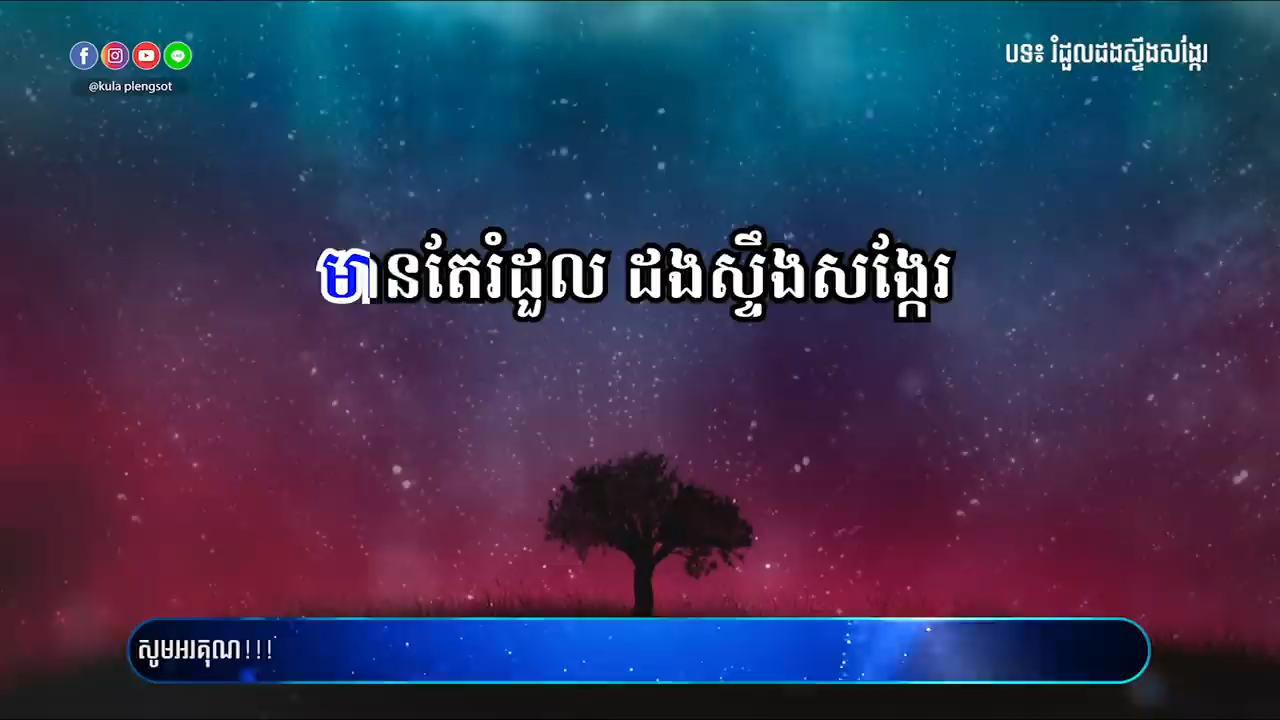 @kula plengsot
បទ៖ រំដួលដងស្ទឹងសង្កែរ
មានតែរំដួល ដងស្ទឹងសង្កែរ
សូមអរគុណ!!!